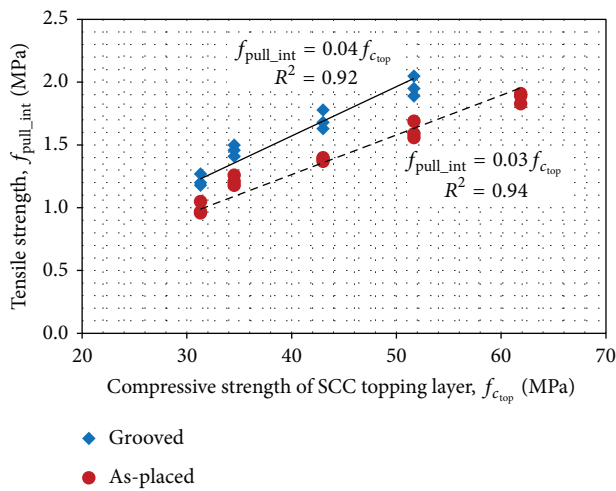 2.5
2.0
1.5
1.0
0.5
0.0
Tensile strength, f_pull_int (MPa)
f_pull_int = 0.04 f_c_top
R² = 0.92
f_pull_int = 0.03 f_c_top
R² = 0.94
20 30 40 50 60 70
Compressive strength of SCC topping layer, f_c_top (MPa)
Grooved
As-placed